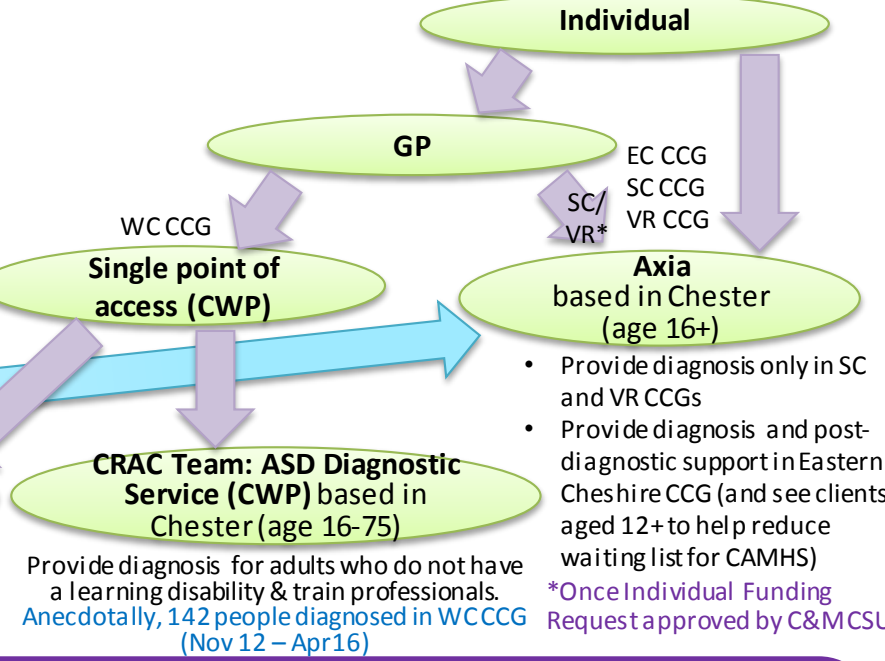 Individual
GP
EC CCG
SC CCG
VR CCG
SC/
VR*
WC CCG
Single point of
access (CWP)
Axia
based in Chester
(age 16+)
• Provide diagnosis only in SC
and VR CCGs
• Provide diagnosis and post-
diagnostic support in Eastern
Cheshire CCG (and see clients
aged 12+ to help reduce
waiting list for CAMHS)
*Once Individual Funding
Request approved by C&MCSU
CRAC Team: ASD Diagnostic
Service (CWP) based in
Chester (age 16-75)
Provide diagnosis for adults who do not have
a learning disability & train professionals.
Anecdotally, 142 people diagnosed in WCCCG
(Nov 12 – Apr16)